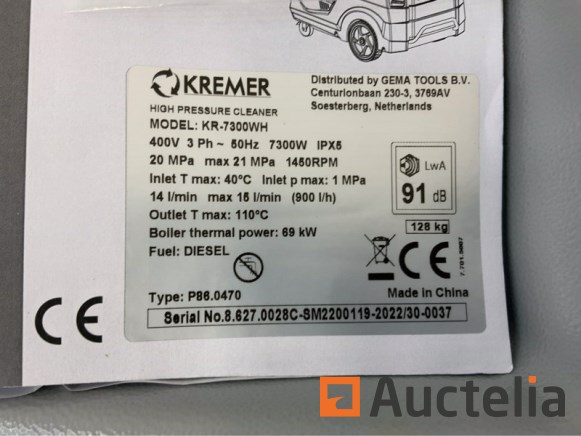 KREMER
HIGH PRESSURE CLEANER
MODEL: KR-7300WH
400V 3 Ph ~ 50Hz 7300W IPX5
20 MPa max 21 MPa 1450RPM
Inlet T max: 40°C Inlet p max: 1 MPa
14 l/min max 15 l/min (900 l/h)
Outlet T max: 110°C
Boiler thermal power: 69 kW
Fuel: DIESEL
Type: P86.0470
Distributed by GEMA TOOLS B.V.
Centurionbaan 230-3, 3769AV
Soesterberg, Netherlands
LwA
91 dB
128 kg
CE
Made in China
Serial No.8.627.0028C-SM2200119-2022/30-0037
CE
Auctelia